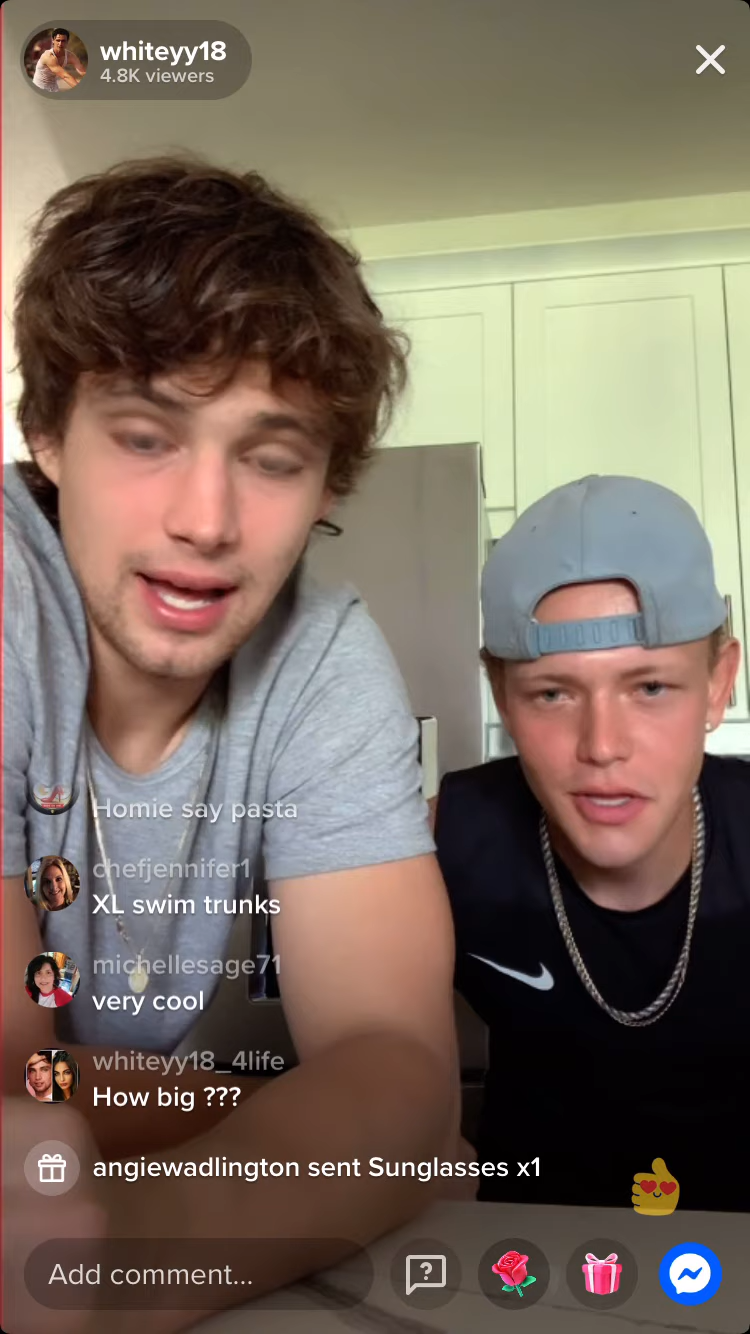 whiteyy18
4.8K viewers
Homie say pasta
chefjennifer1
XL swim trunks
michellesage71
very cool
whiteyy18_4life
How big ???
angiewadlington sent Sunglasses x1
Add comment...
?